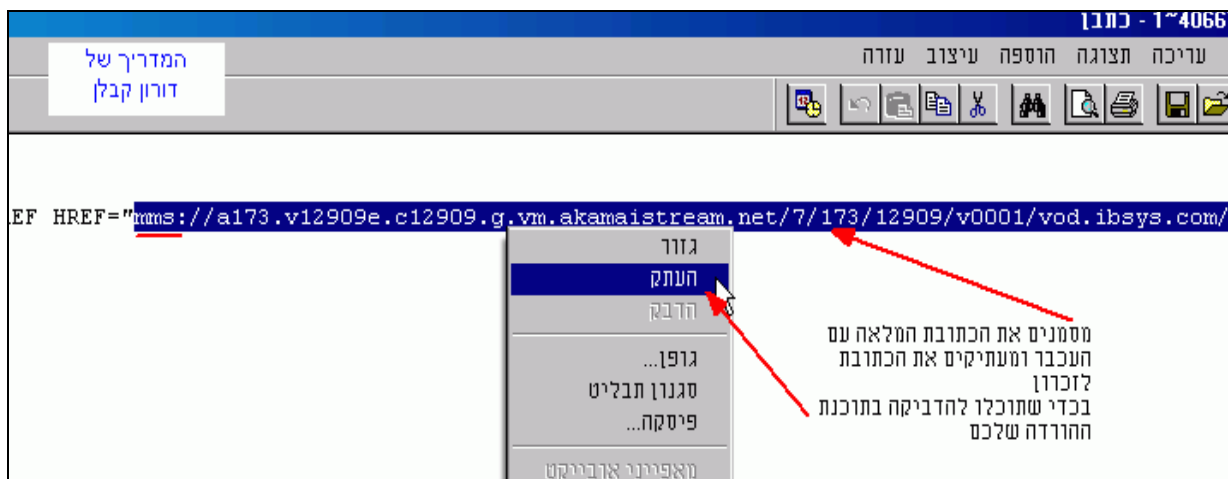 כתבן - 1~4066
המדריך של
דורון קבלן
עריכה תצוגה הוספה עיצוב עזרה
EF HREF="mms://a173.v12909e.c12909.g.vm.akamaistream.net/7/173/12909/v0001/vod.ibsys.com/
גזור
העתק
הדבק
גופן...
סגנון תבליט
פיסקה...
מאפייני אובייקט
מסמנים את הכתובת המלאה עם
העכבר ומעתיקים את הכתובת
לזכרון
בכדי שתוכלו להדביקה בתוכנת
ההורדה שלכם